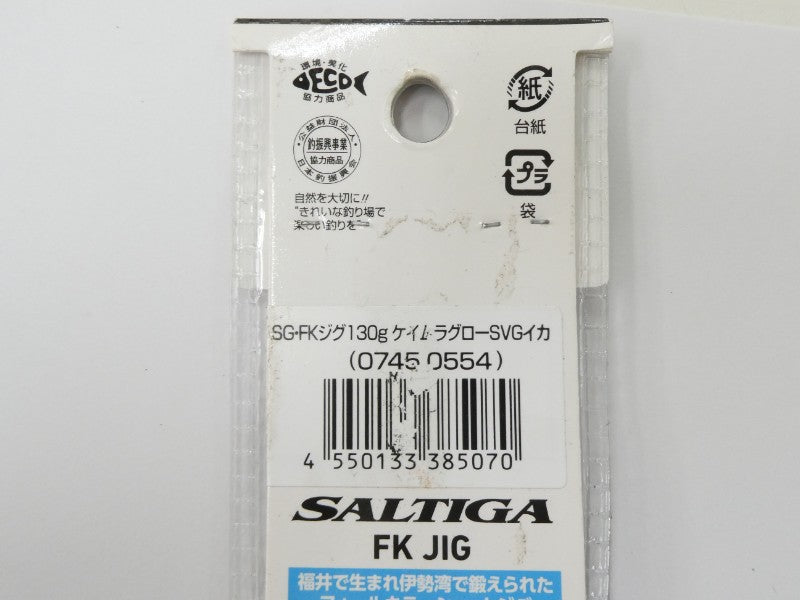 環境・美化
ECO
協力商品
公益財団法人
釣振興事業
協力商品
日本釣振興会
自然を大切に!!
"きれいな釣り場で
楽しい釣りを"
紙
台紙
プラ
袋
SG・FKジグ130g ケイムラグローSVGイカ
(0745 0554)
4 550133 385070
SALTIGA
FK JIG
福井で生まれ伊勢湾で鍛えられた